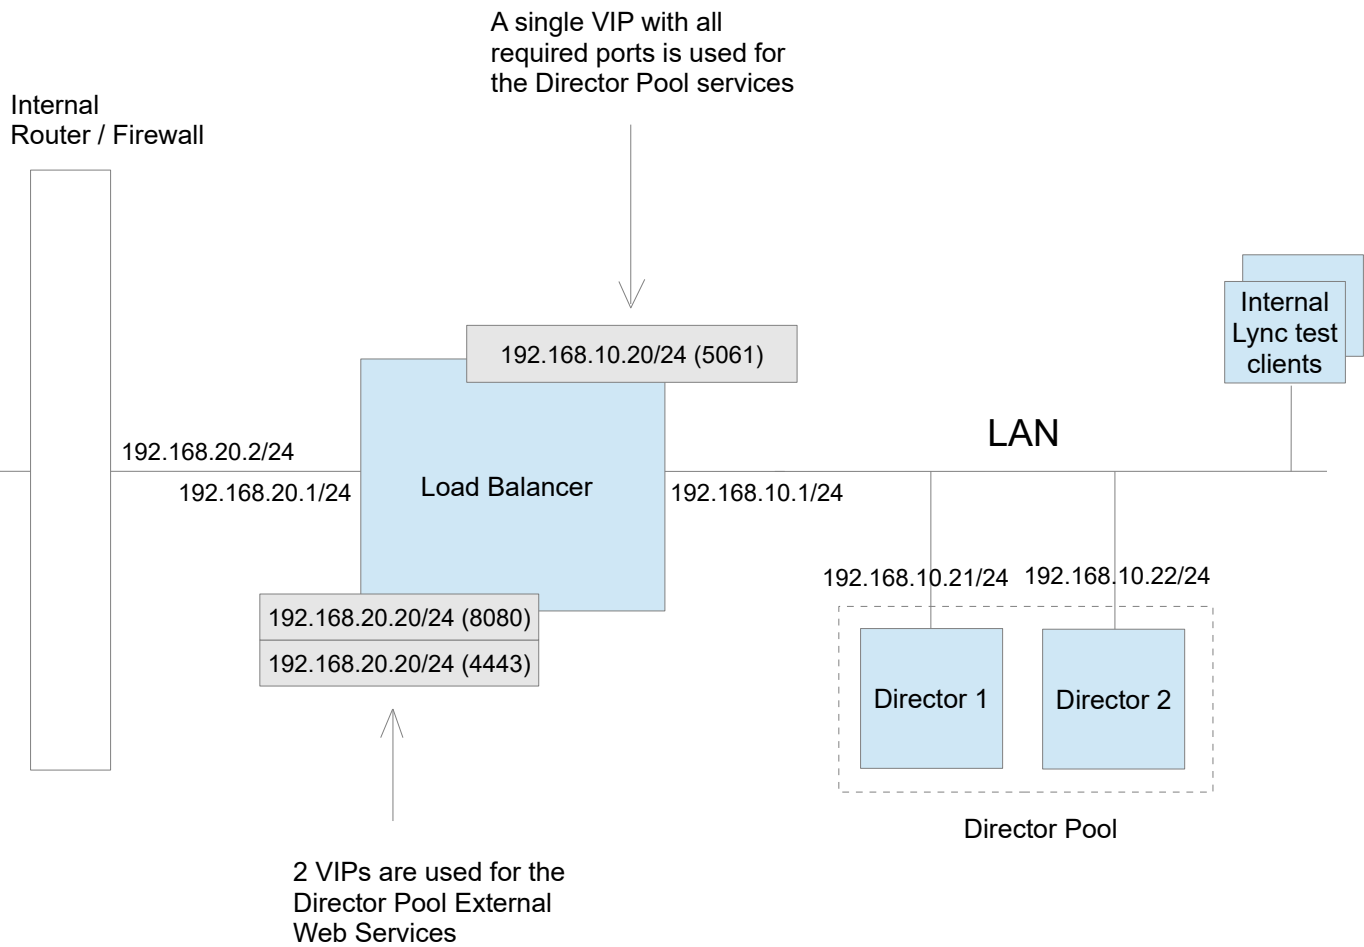 A single VIP with all
required ports is used for
the Director Pool services
Internal
Router / Firewall
Internal
Lync test
clients
192.168.10.20/24 (5061)
LAN
192.168.20.2/24
192.168.20.1/24
Load Balancer
192.168.10.1/24
192.168.10.21/24
192.168.10.22/24
192.168.20.20/24 (8080)
192.168.20.20/24 (4443)
Director 1
Director 2
Director Pool
2 VIPs are used for the
Director Pool External
Web Services